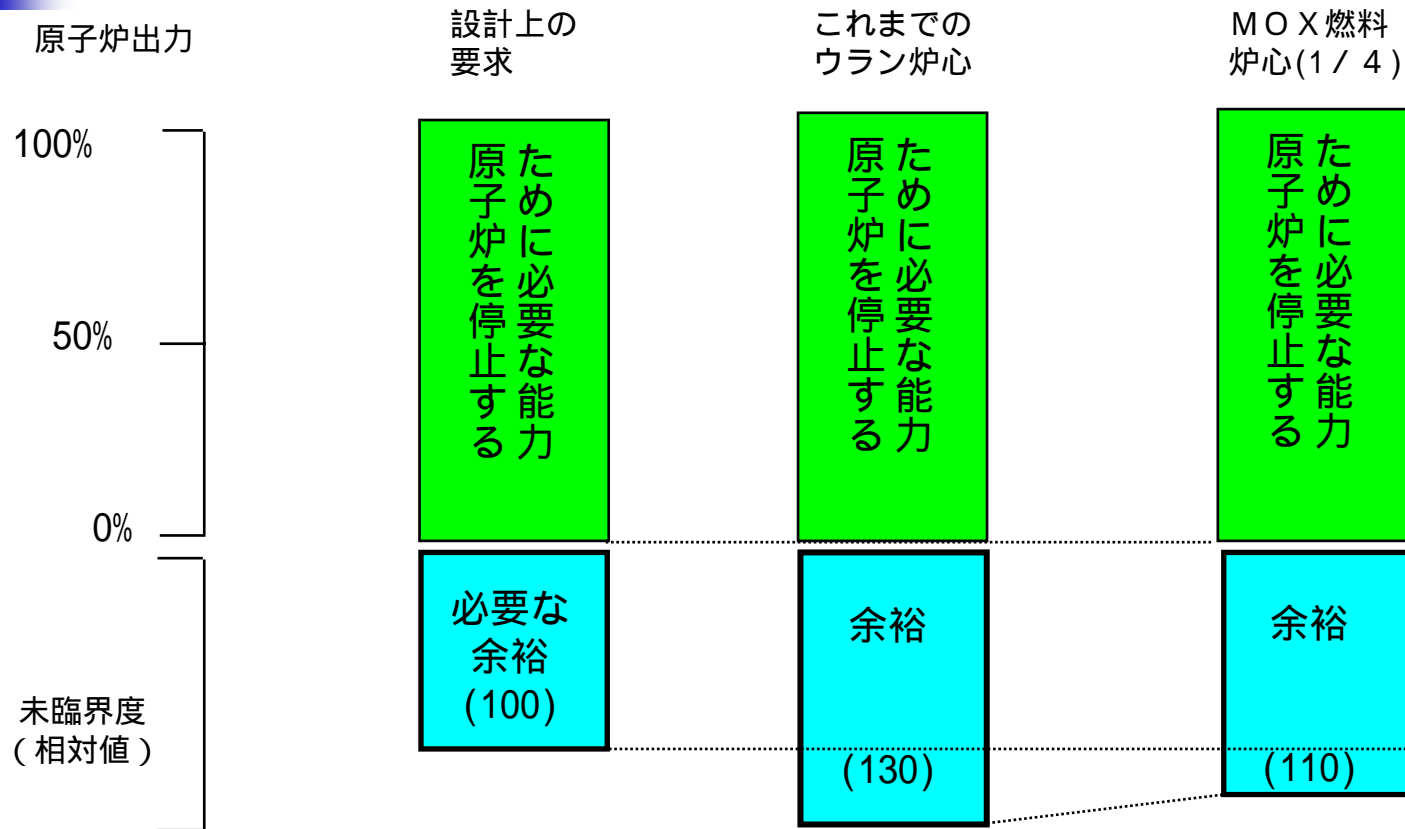 原子炉出力
設計上の
要求
これまでの
ウラン炉心
ＭＯＸ燃料
炉心(1／４)
100%
50%
0%
原子炉を停止する
ために必要な能力
原子炉を停止する
ために必要な能力
原子炉を停止する
ために必要な能力
未臨界度
(相対値)
必要な
余裕
(100)
余裕
(130)
余裕
(110)